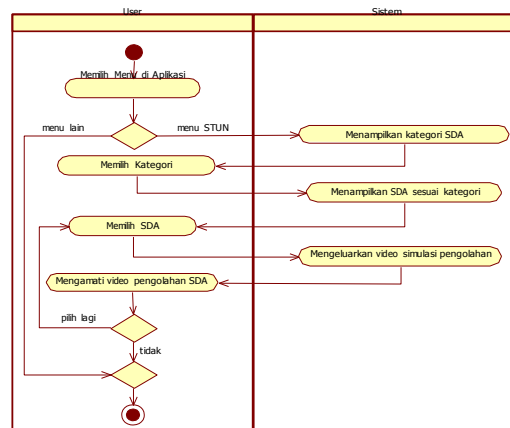 User
Sistem
Memilih Menu di Aplikasi
menu lain
menu STUN
Menampilkan kategori SDA
Memilih Kategori
Menampilkan SDA sesuai kategori
Memilih SDA
Mengeluarkan video simulasi pengolahan
Mengamati video pengolahan SDA
pilih lagi
tidak